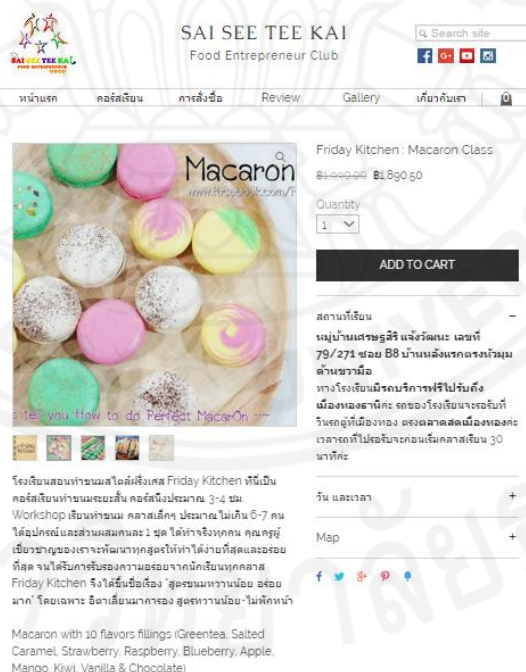 SAI SEE TEE KAI
Food Entrepreneur Club
Search site
SAI SEE TEE KAI
FOOD ENTREPRENEUR
หน้าแรก คอร์สเรียน การสั่งซื้อ Review Gallery เกี่ยวกับเรา 0
Macaron
www.facebook.com/F
s tell you How to do Perfect MacarOn
Friday Kitchen : Macaron Class
฿1,890.50
Quantity
1
ADD TO CART
สถานที่เรียน −
หมู่บ้านเศรษฐสิริ แจ้งวัฒนะ เลขที่
79/271 ซอย B8 บ้านหลังแรกตรงหัวมุม
ด้านขวามือ
ทางโรงเรียนมีรถบริการฟรีไปรับถึง
เมืองทองธานีค่ะ รถของโรงเรียนจะรอรับที่
วินรถตู้ที่เมืองทอง ตรงตลาดสดเมืองทองค่ะ
เวลารถที่ไปรอรับจะก่อนเริ่มคลาสเรียน 30
นาทีค่ะ
วัน และเวลา +
Map +
โรงเรียนสอนทำขนมสไตล์ฝรั่งเศส Friday Kitchen ที่นี่เป็น
คอร์สเรียนทำขนมระยะสั้น คอร์สนึงประมาณ 3-4 ชม.
Workshop เรียนทำขนม คลาสเล็กๆ ประมาณไม่เกิน 6-7 คน
ได้อุปกรณ์และส่วนผสมคนละ 1 ชุด ได้ทำจริงทุกคน คุณครูผู้
เชี่ยวชาญของเราจะพัฒนาทุกสูตรให้ทำได้ง่ายที่สุดและอร่อย
ที่สุด จนได้รับการรับรองความอร่อยจากนักเรียนทุกคลาส
Friday Kitchen จึงได้ขึ้นชื่อเรื่อง "สูตรขนมหวานน้อย อร่อย
มาก" โดยเฉพาะ อิตาเลี่ยนมาการอง สูตรหวานน้อย-ไม่พักหน้า
Macaron with 10 flavors fillings (Greentea, Salted
Caramel, Strawberry, Raspberry, Blueberry, Apple,
Mango, Kiwi, Vanilla & Chocolate)